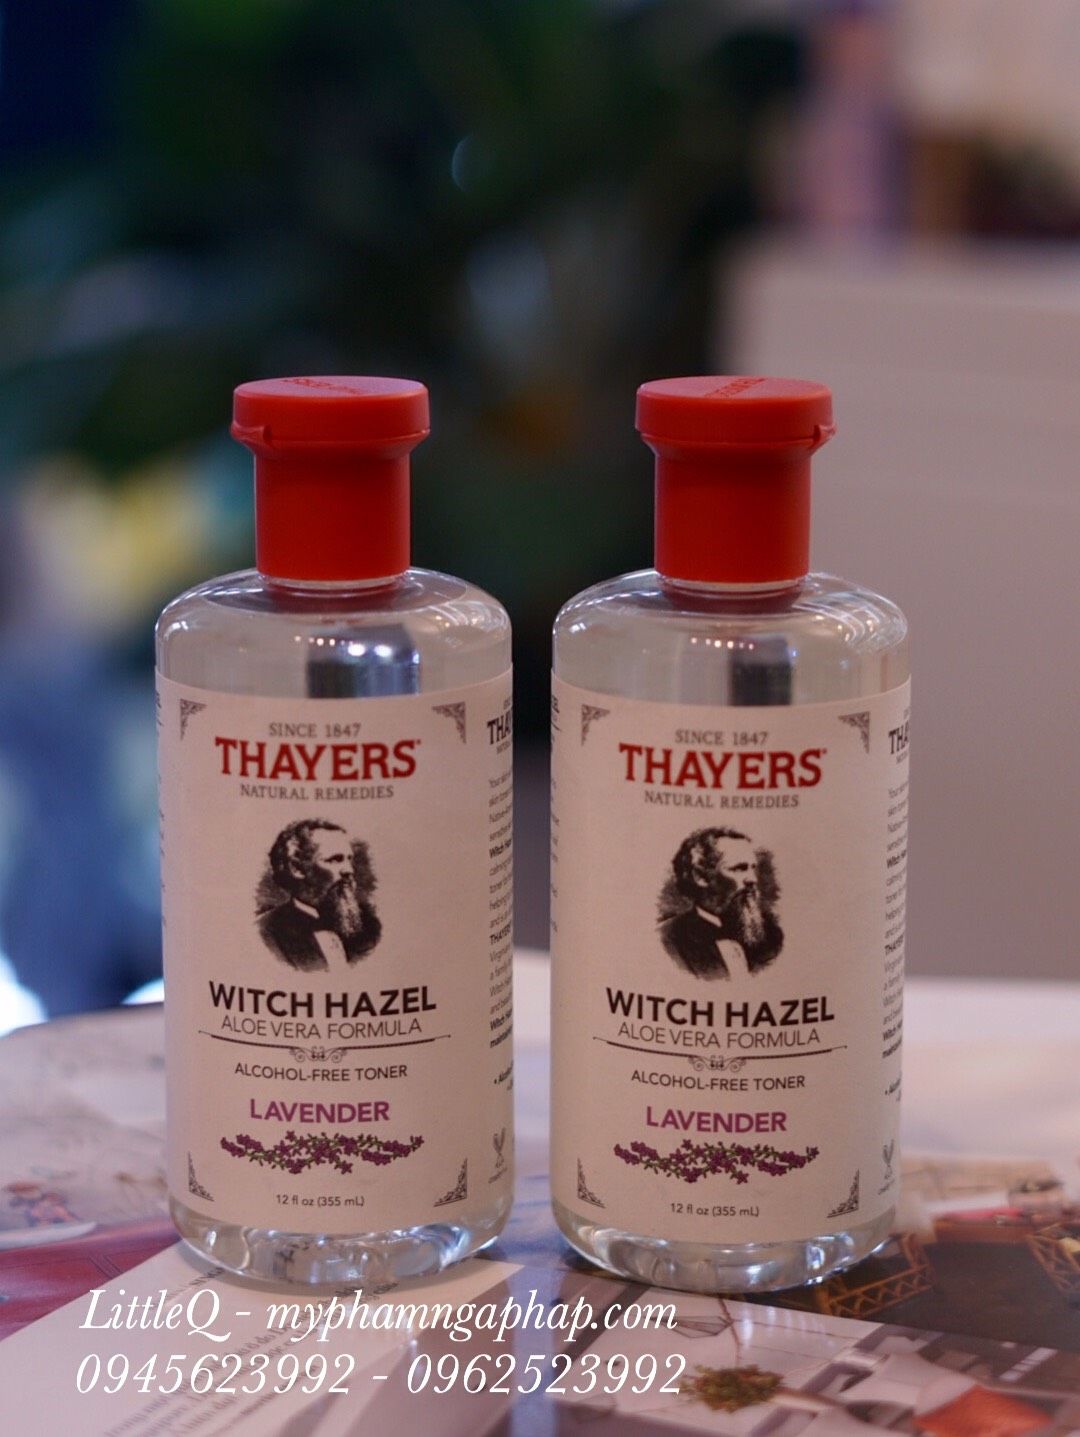 SINCE 1847
THAYERS
NATURAL REMEDIES
WITCH HAZEL
ALOE VERA FORMULA
ALCOHOL-FREE TONER
LAVENDER
12 fl oz (355 mL)
SINCE 1847
THAYERS
NATURAL REMEDIES
WITCH HAZEL
ALOE VERA FORMULA
ALCOHOL-FREE TONER
LAVENDER
12 fl oz (355 mL)
LittleQ - myphamngaphap.com
0945623992 - 0962523992